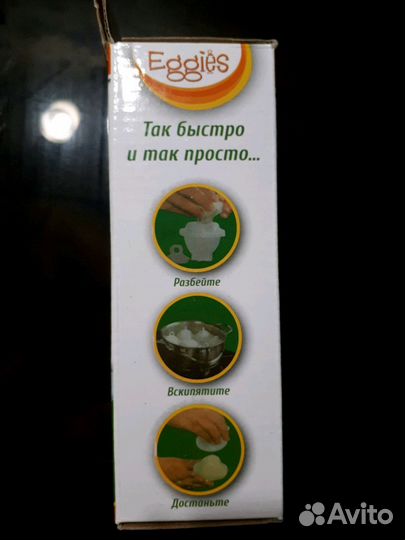 Eggies
Так быстро
и так просто...
Разбейте
Вскипятите
Достаньте
Avito